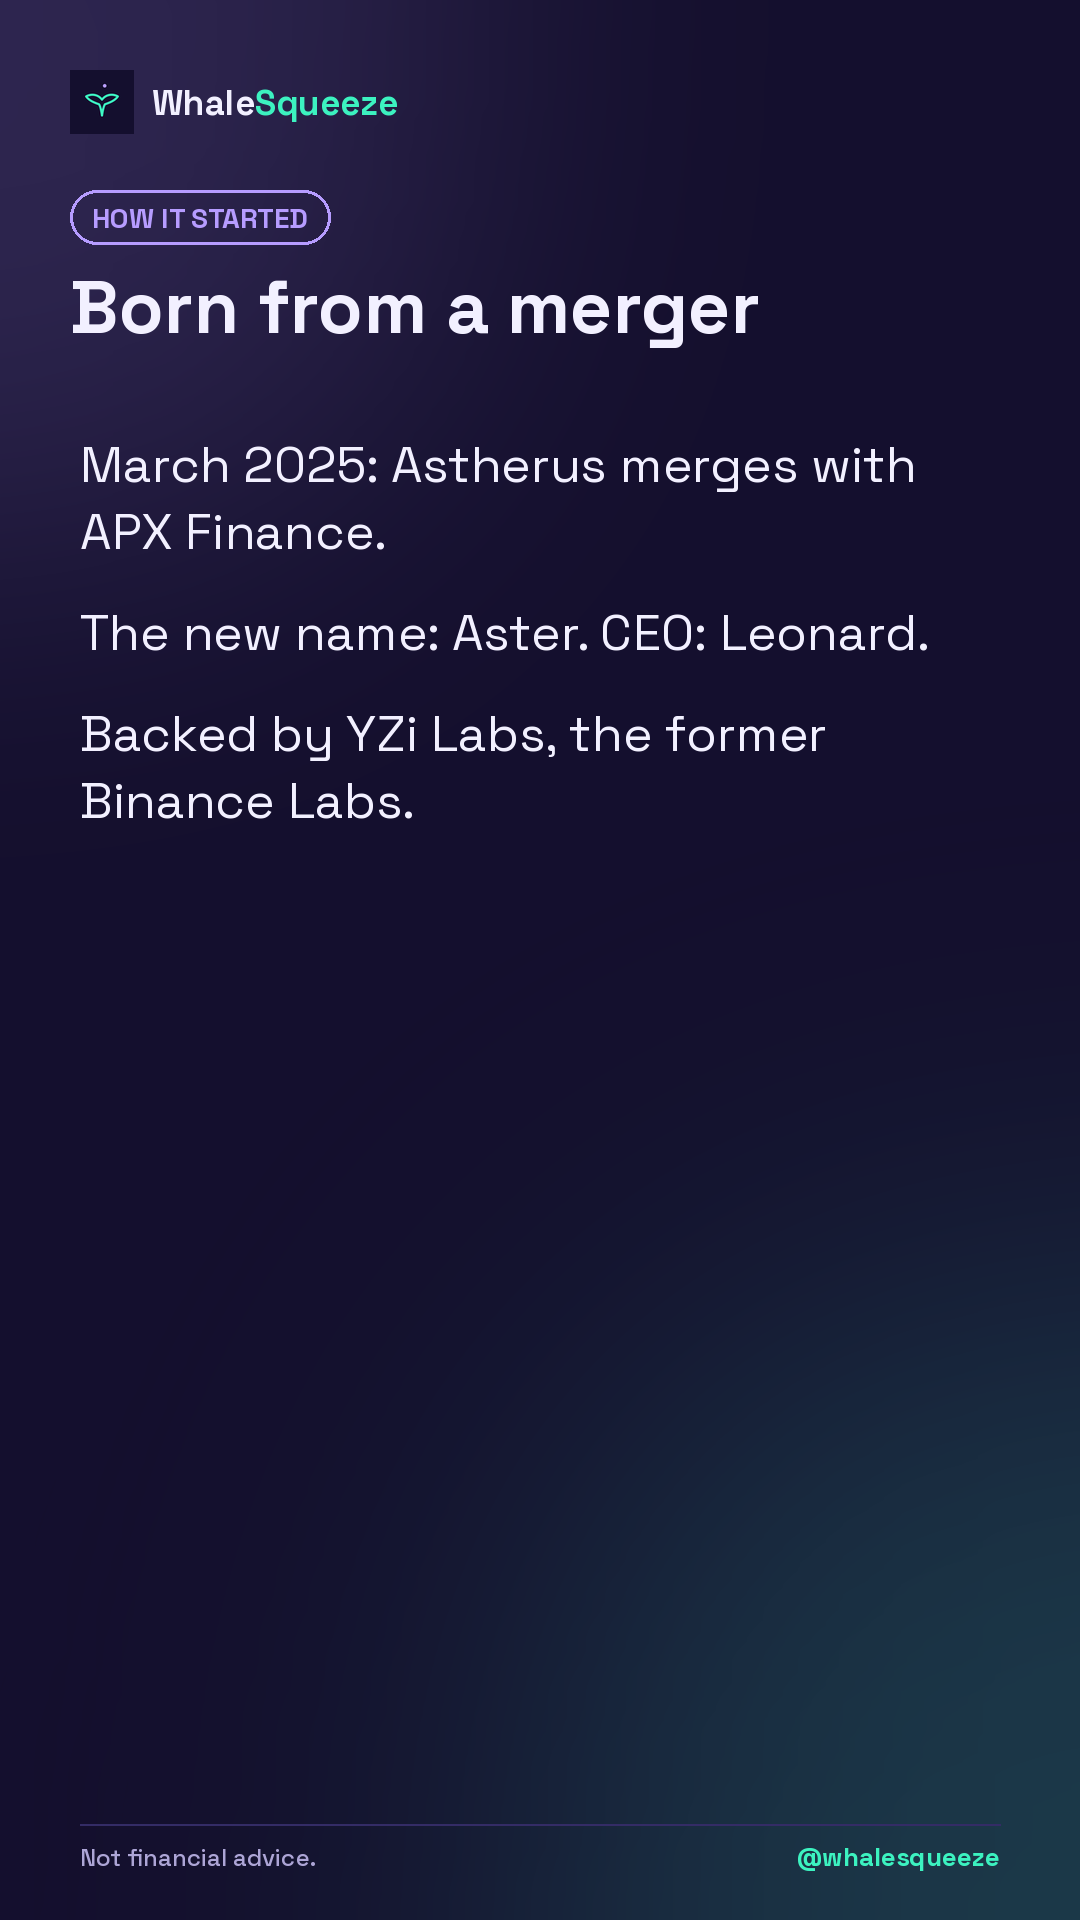 WhaleSqueeze
HOW IT STARTED
Born from a merger
March 2025: Astherus merges with
APX Finance.
The new name: Aster. CEO: Leonard.
Backed by YZi Labs, the former
Binance Labs.
Not financial advice.
@whalesqueeze